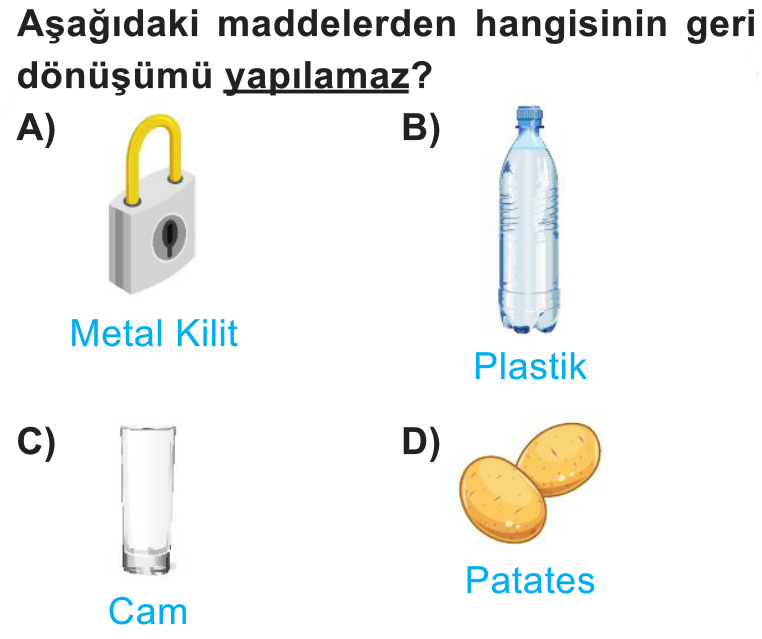 Aşağıdaki maddelerden hangisinin geri
dönüşümü yapılamaz?
A)
B)
Metal Kilit
Plastik
C)
D)
Cam
Patates